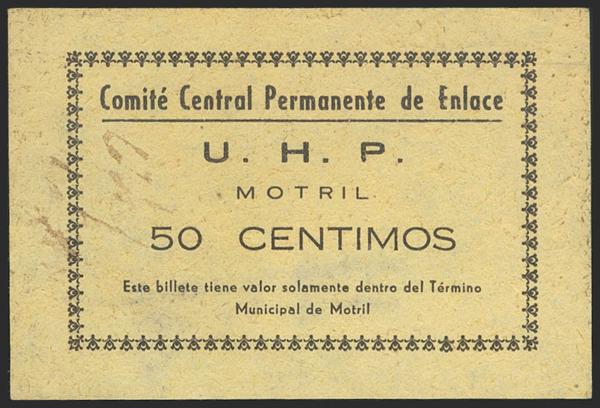 Comité Central Permanente de Enlace
U. H. P.
MOTRIL
50 CENTIMOS
Este billete tiene valor solamente dentro del Término
Municipal de Motril